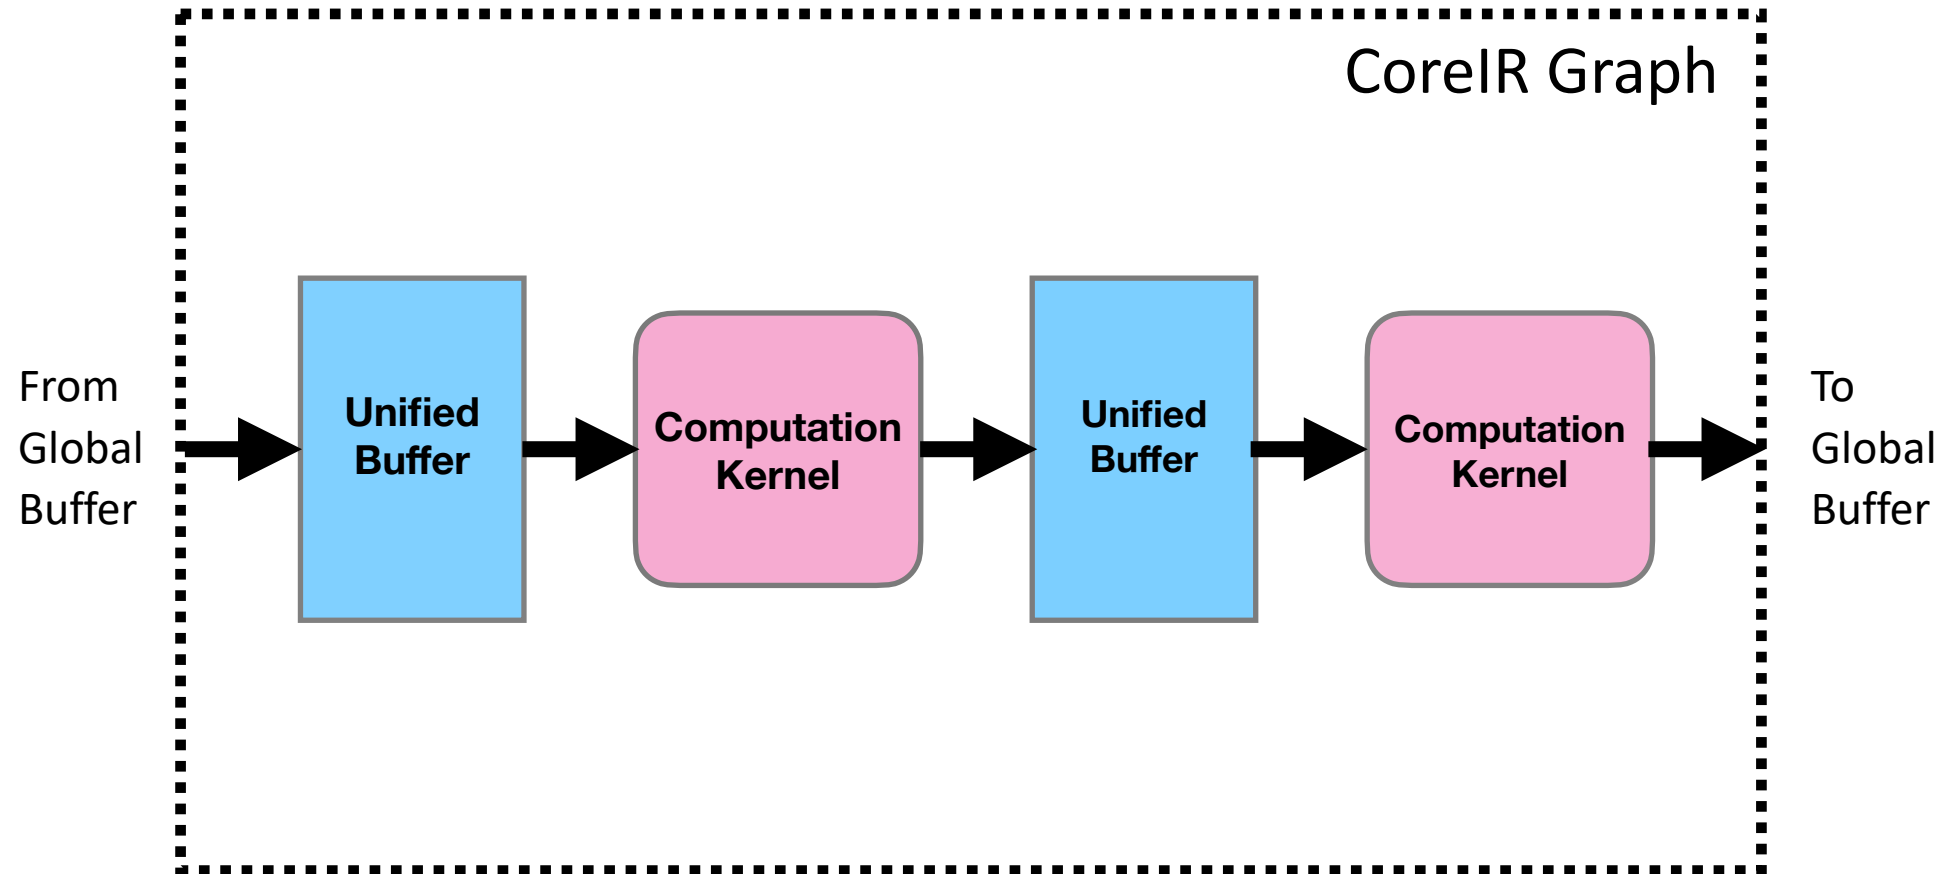 CoreIR Graph
From
Global
Buffer
Unified
Buffer
Computation
Kernel
Unified
Buffer
Computation
Kernel
To
Global
Buffer